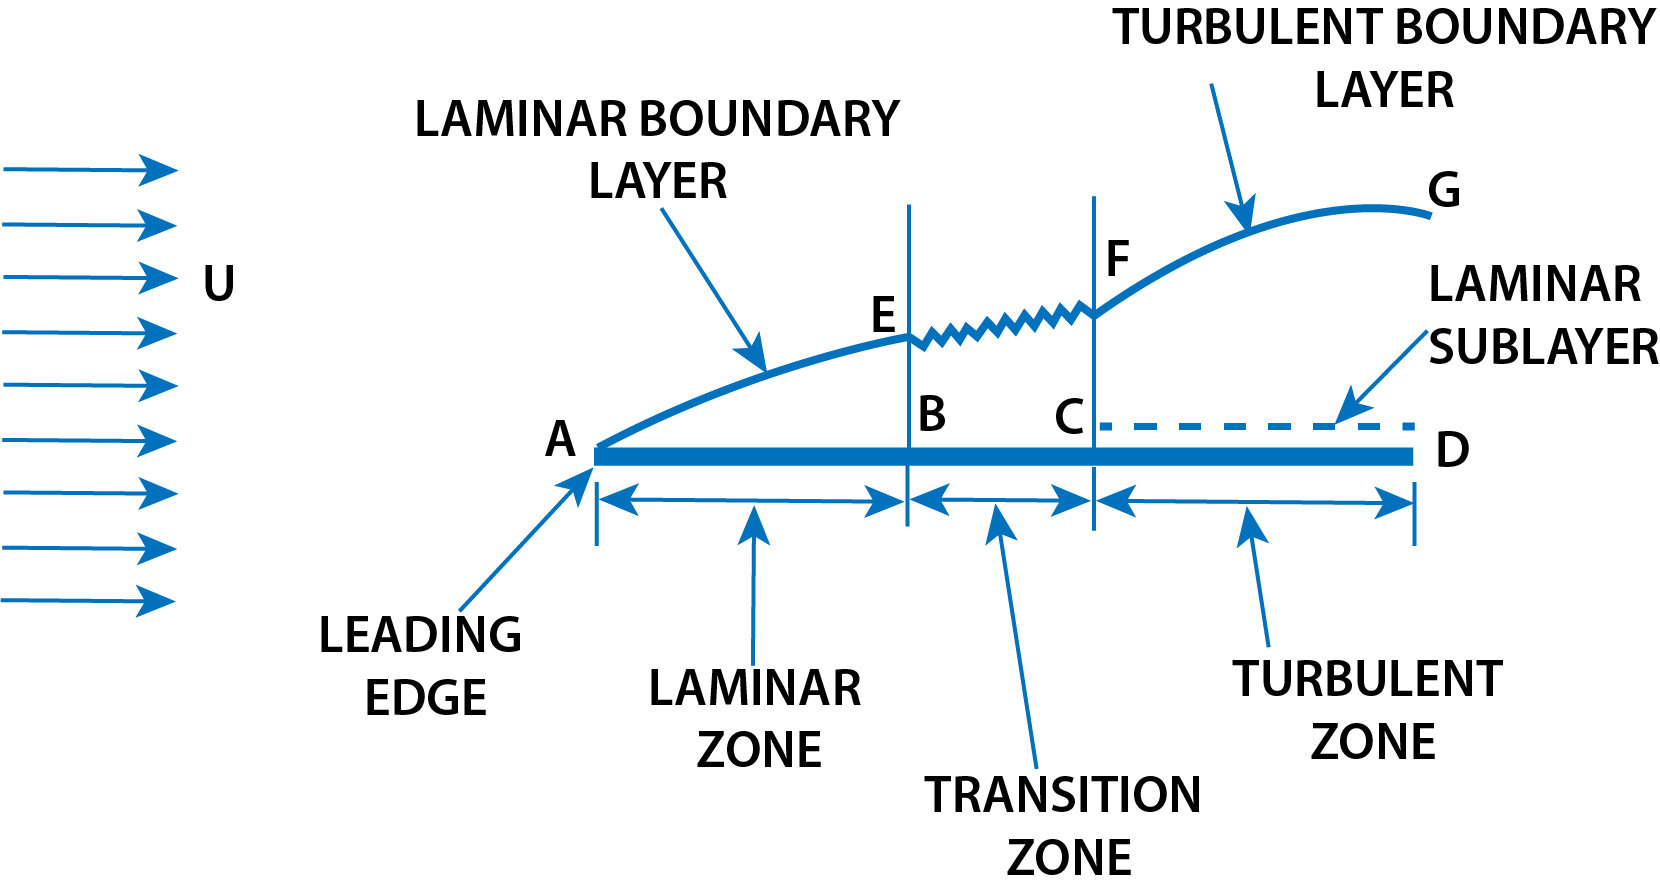 TURBULENT BOUNDARY
LAYER
LAMINAR BOUNDARY
LAYER
G
F
U
LAMINAR
SUBLAYER
E
B
C
A
D
LEADING
EDGE
LAMINAR
ZONE
TURBULENT
ZONE
TRANSITION
ZONE